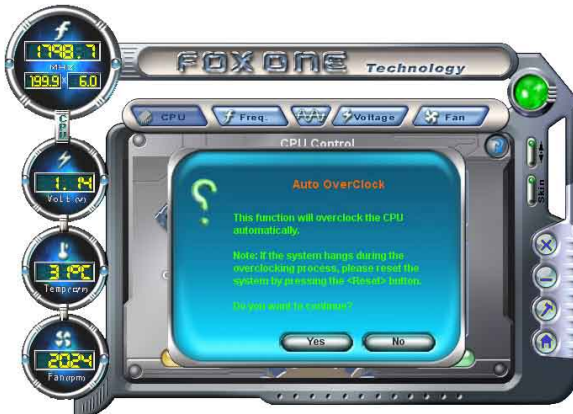 1798.7
MHz
199.9 x 6.0
CPU
1. 14
Volt (v)
31°C
Temp
2024
Fan(rpm)
FOX ONE Technology
CPU
Freq.
Voltage
Fan
CPU Control
Skin
Auto OverClock
This function will overclock the CPU
automatically.
Note: If the system hangs during the
overclocking process, please reset the
system by pressing the <Reset> button.
Do you want to continue?
Yes
No